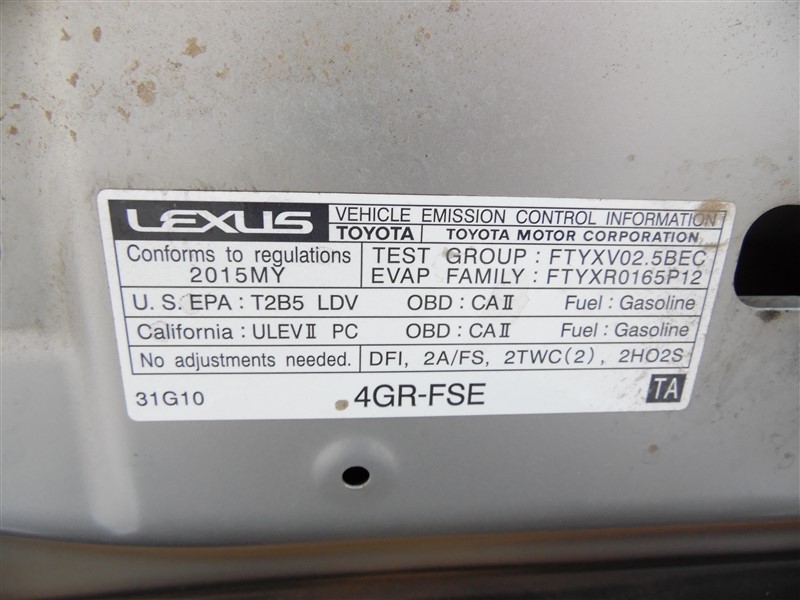 LEXUS VEHICLE EMISSION CONTROL INFORMATION
TOYOTA TOYOTA MOTOR CORPORATION
Conforms to regulations
2015MY
TEST GROUP : FTYXV02.5BEC
EVAP FAMILY : FTYXR0165P12
U. S. EPA : T2B5 LDV OBD : CAⅡ Fuel : Gasoline
California : ULEVⅡ PC OBD : CAⅡ Fuel : Gasoline
No adjustments needed. DFI, 2A/FS, 2TWC(2), 2HO2S
31G10 4GR-FSE TA